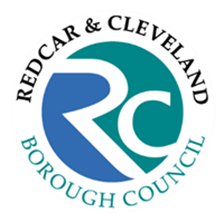 REDCAR & CLEVELAND
RC
BOROUGH COUNCIL